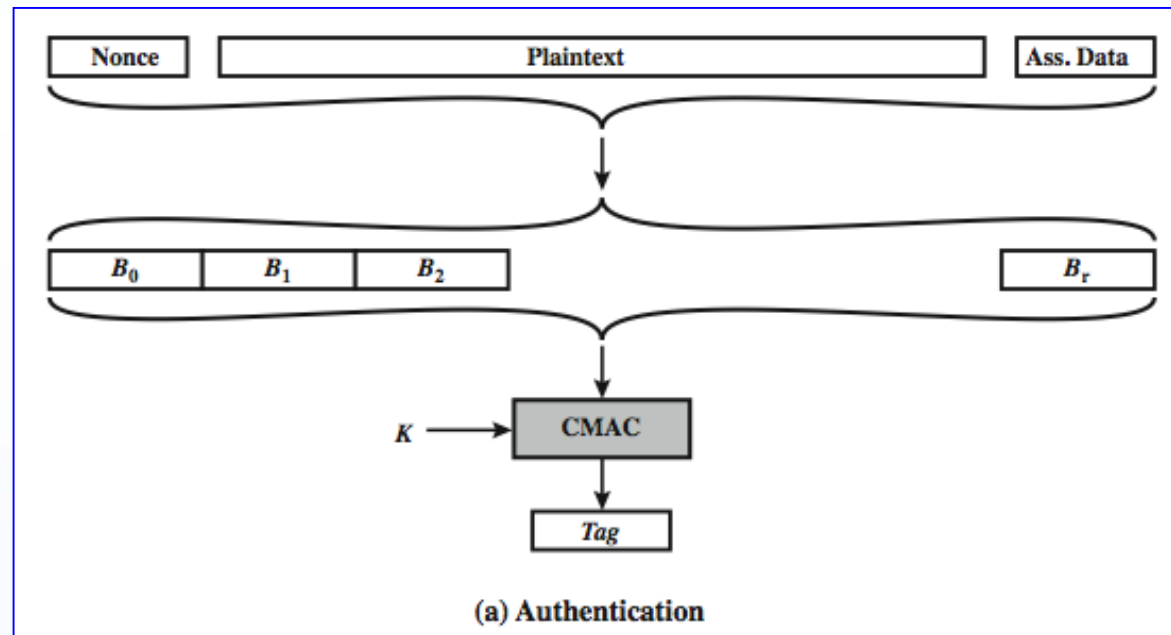 Nonce Plaintext Ass. Data
B0 B1 B2 Br
K CMAC
Tag
(a) Authentication